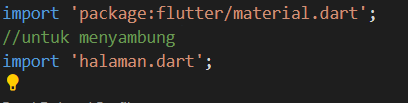 import 'package:flutter/material.dart';
//untuk menyambung
import 'halaman.dart';